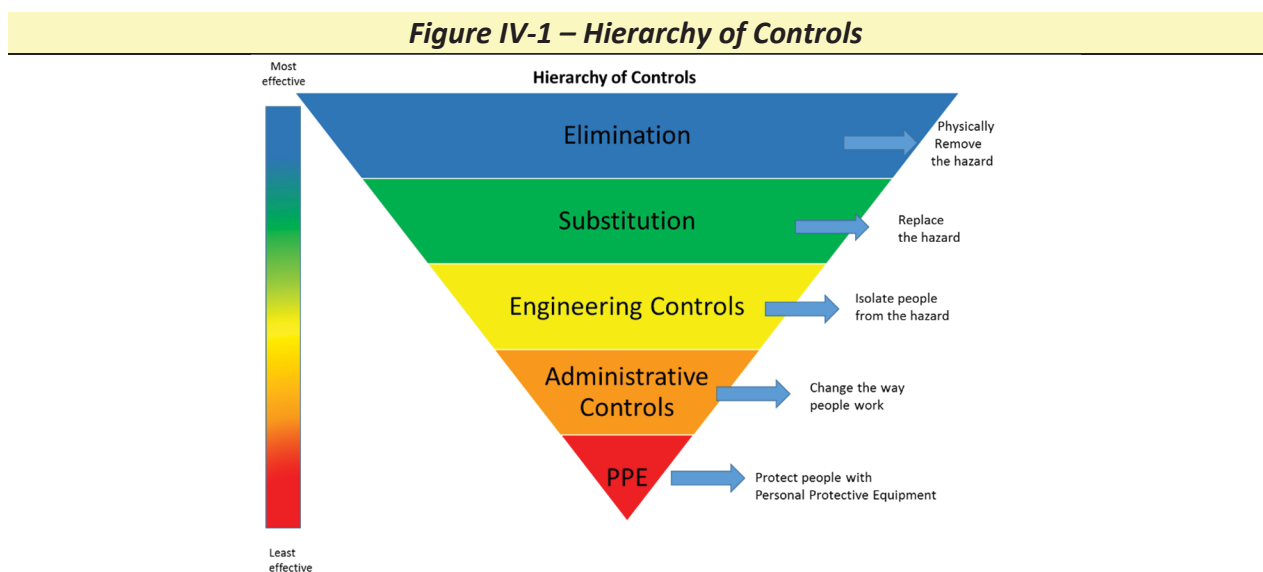 Figure IV-1 – Hierarchy of Controls
Most
effective
Hierarchy of Controls
Elimination
Physically
Remove
the hazard
Substitution
Replace
the hazard
Engineering Controls
Isolate people
from the hazard
Administrative
Controls
Change the way
people work
PPE
Protect people with
Personal Protective Equipment
Least
effective